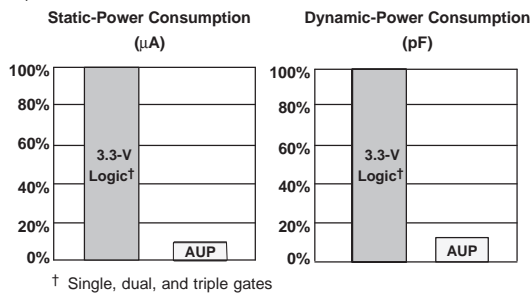 Static-Power Consumption
(μA)
100%
80%
60%
40%
20%
0%
3.3-V
Logic†
AUP
Dynamic-Power Consumption
(pF)
100%
80%
60%
40%
20%
0%
3.3-V
Logic†
AUP
† Single, dual, and triple gates